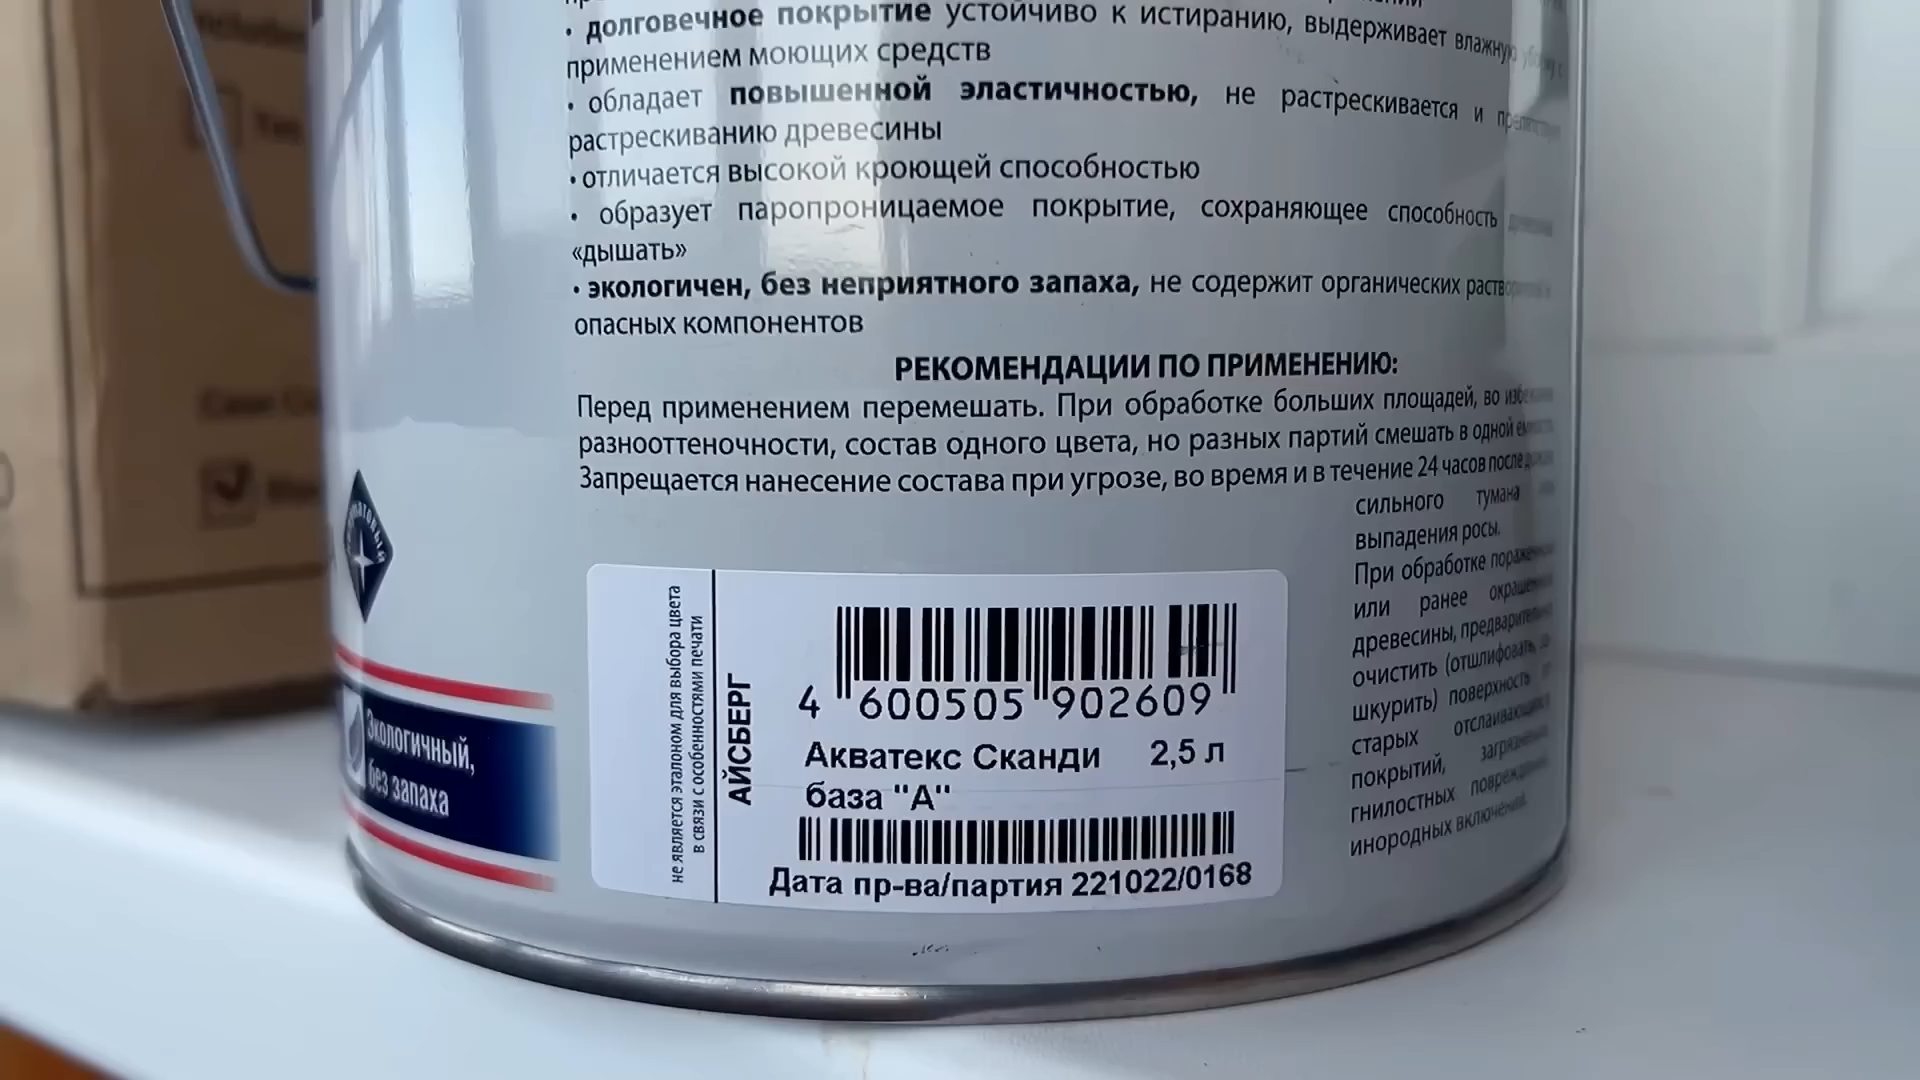 • долговечное покрытие устойчиво к истиранию, выдерживает влажную
применением моющих средств
• обладает повышенной эластичностью, не растрескивается и
растрескиванию древесины
• отличается высокой кроющей способностью
• образует паропроницаемое покрытие, сохраняющее способность
«дышать»
• экологичен, без неприятного запаха, не содержит органических
опасных компонентов
РЕКОМЕНДАЦИИ ПО ПРИМЕНЕНИЮ:
Перед применением перемешать. При обработке больших площадей, во
разнооттеночности, состав одного цвета, но разных партий смешать в одной
Запрещается нанесение состава при угрозе, во время и в течение 24 часов после
сильного тумана
выпадения росы.
При обработке
или ранее
древесины,
очистить (отшлифовать,
шкурить) поверхность
старых
покрытий,
гнилостных
инородных включений.
Экологичный,
без запаха
не является эталоном для выбора цвета
в связи с особенностями печати
АЙСБЕРГ
4 600505 902609
Акватекс Сканди 2,5 л
база "А"
Дата пр-ва/партия 221022/0168